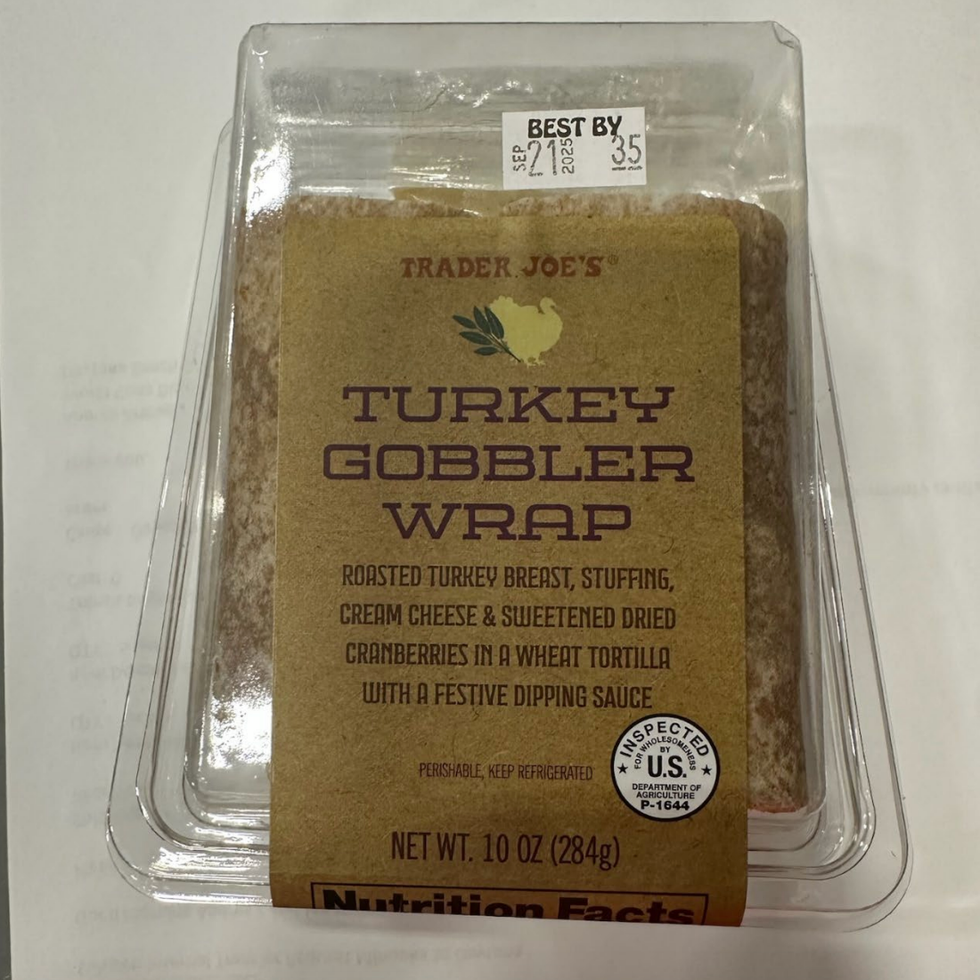 BEST BY
SEP 21 2025 35
TRADER JOE'S®
TURKEY
GOBBLER
WRAP
ROASTED TURKEY BREAST, STUFFING,
CREAM CHEESE & SWEETENED DRIED
CRANBERRIES IN A WHEAT TORTILLA
WITH A FESTIVE DIPPING SAUCE
INSPECTED
FOR WHOLESOMENESS
BY
U.S.
DEPARTMENT OF
AGRICULTURE
P-1644
PERISHABLE, KEEP REFRIGERATED
NET WT. 10 OZ (284g)
Nutrition Facts